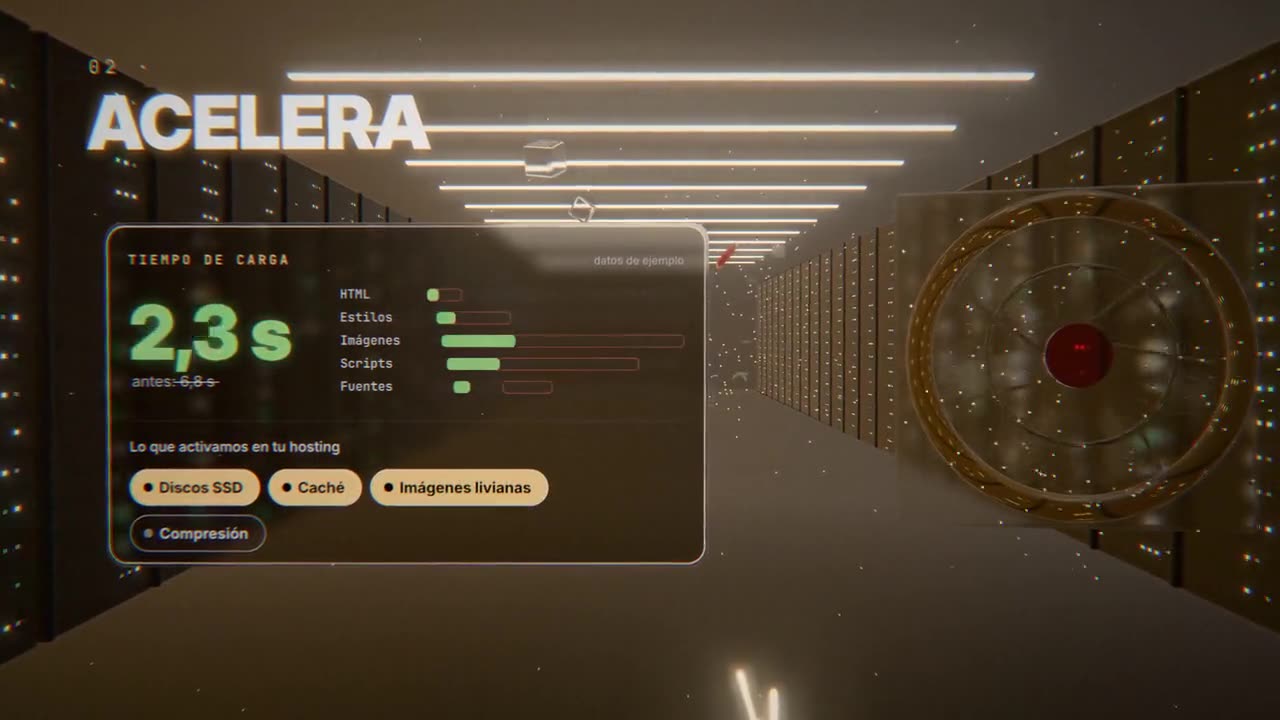 02
ACELERA
TIEMPO DE CARGA
datos de ejemplo
2,3 s
antes: 6,8 s
HTML
Estilos
Imágenes
Scripts
Fuentes
Lo que activamos en tu hosting
Discos SSD
Caché
Imágenes livianas
Compresión